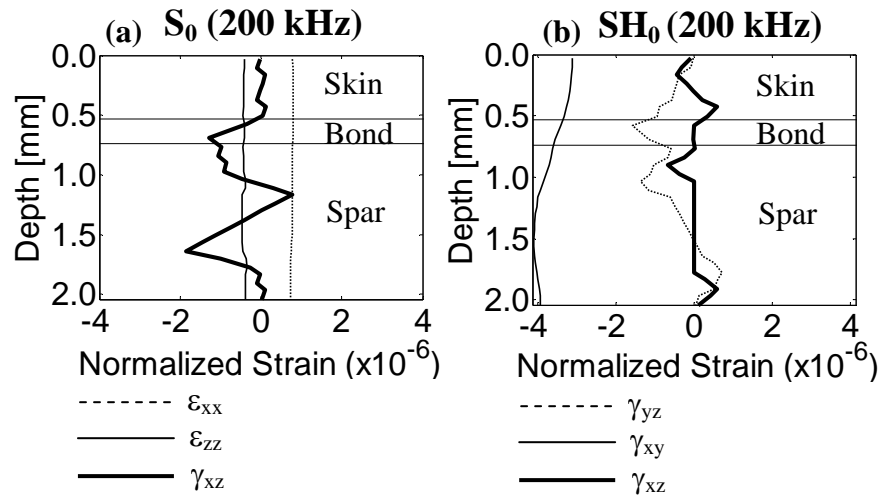 (a) S₀ (200 kHz)
0.0
0.5
1.0
1.5
2.0
Depth [mm]
Skin
Bond
Spar
-4 -2 0 2 4
Normalized Strain (x10⁻⁶)
εxx
εzz
γxz
(b) SH₀ (200 kHz)
0.0
0.5
1.0
1.5
2.0
Depth [mm]
Skin
Bond
Spar
-4 -2 0 2 4
Normalized Strain (x10⁻⁶)
γyz
γxy
γxz